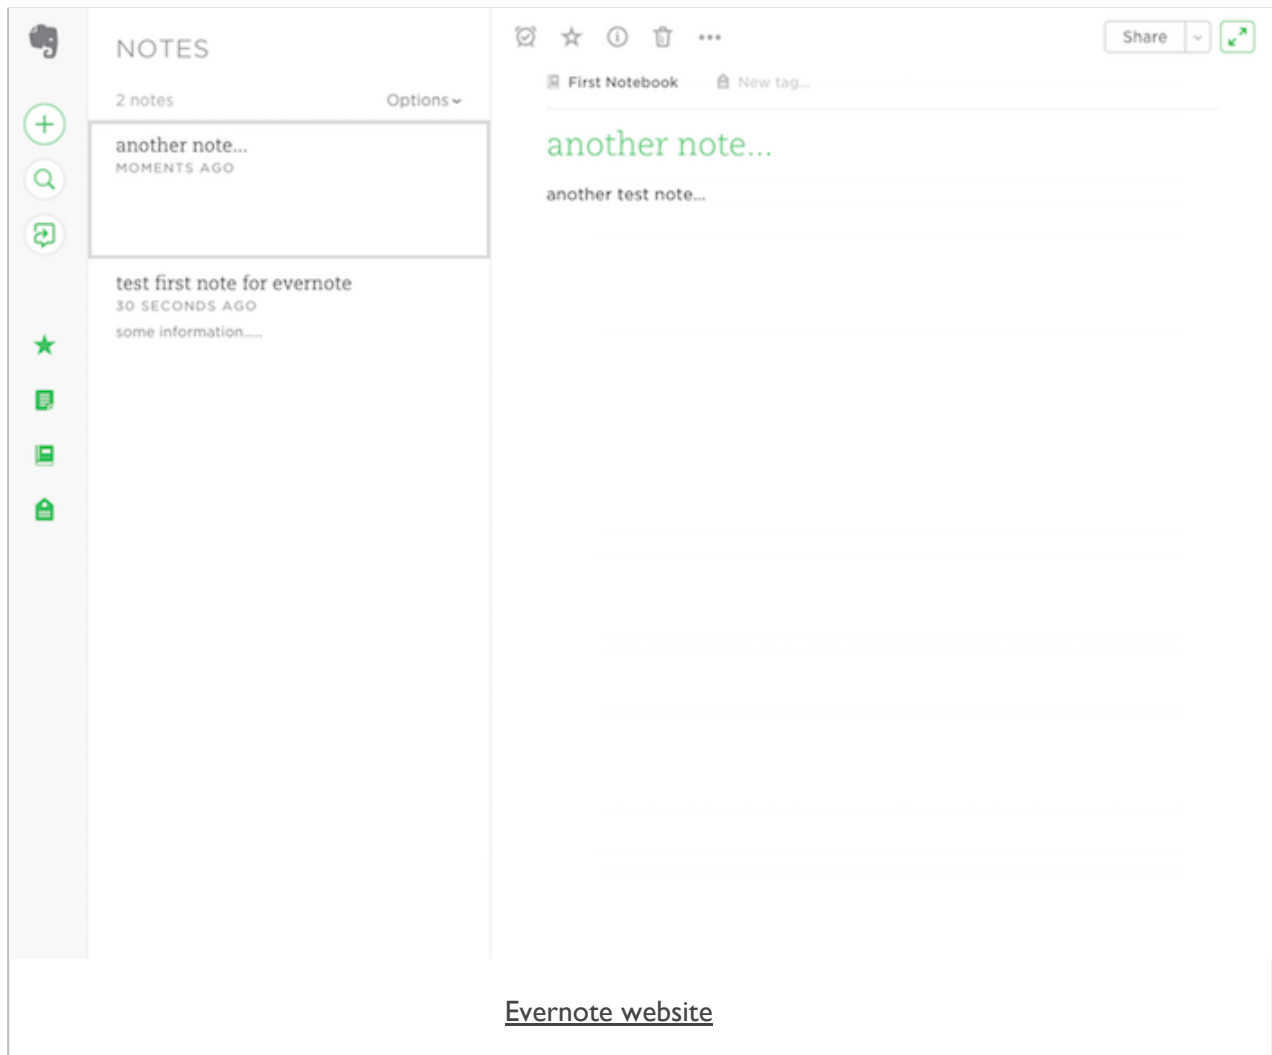 NOTES
2 notes
Options
another note...
MOMENTS AGO
test first note for evernote
30 SECONDS AGO
some information.....
Share
First Notebook
New tag...
another note...
another test note...
Evernote website